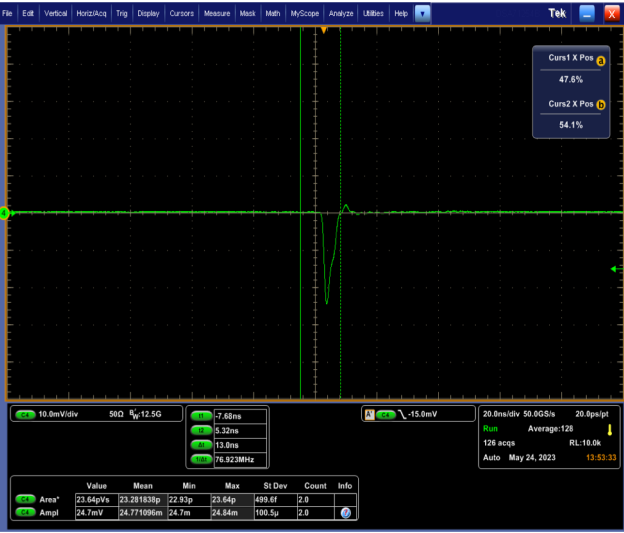 File Edit Vertical Horiz/Acq Trig Display Cursors Measure Mask Math MyScope Analyze Utilities Help Tek X
Curs1 X Pos a
47.6%
Curs2 X Pos b
54.1%
4
C4 10.0mV/div 50Ω BW:12.5G
t1 -7.68ns
t2 5.32ns
Δt 13.0ns
1/Δt 76.923MHz
A' C4 -15.0mV
20.0ns/div 50.0GS/s 20.0ps/pt
Run Average:128
126 acqs RL:10.0k
Auto May 24, 2023 13:53:33
Value Mean Min Max St Dev Count Info
C4 Area* 23.64pVs 23.281838p 22.93p 23.64p 499.6f 2.0
C4 Ampl 24.7mV 24.771096m 24.7m 24.84m 100.5µ 2.0